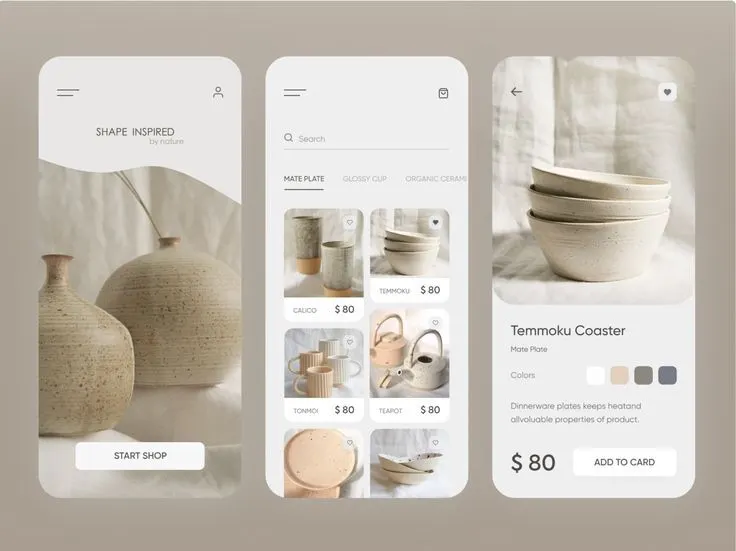 SHAPE INSPIRED
by nature
START SHOP
Search
MATE PLATE GLOSSY CUP ORGANIC CERAMI
CALICO $ 80
TEMMOKU $ 80
TONMOI $ 80
TEAPOT $ 80
Temmoku Coaster
Mate Plate
Colors
Dinnerware plates keeps heatand
allvoluable properties of product.
$ 80 ADD TO CARD